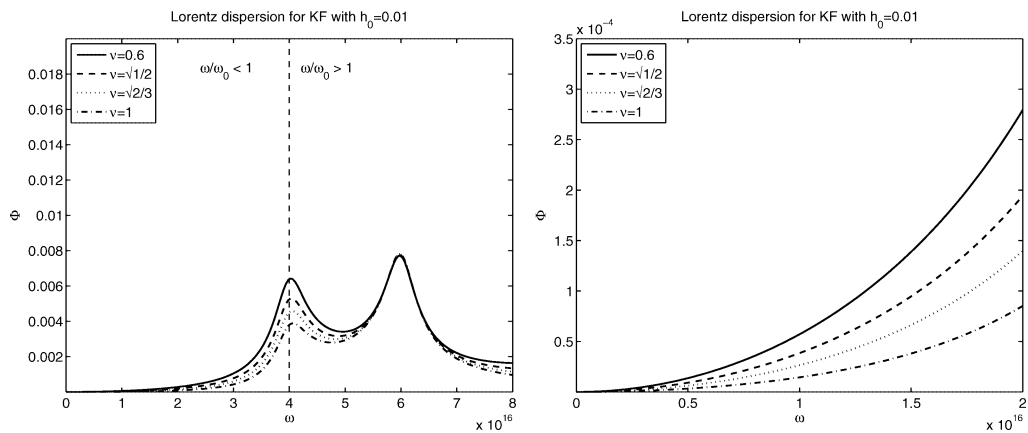 Lorentz dispersion for KF with h₀=0.01
ν=0.6
ν=√1/2
ν=√2/3
ν=1
ω/ω₀ < 1
ω/ω₀ > 1
0.018
0.016
0.014
0.012
0.01
0.008
0.006
0.004
0.002
Φ
0 1 2 3 4 5 6 7 8
ω
x 10¹⁶
Lorentz dispersion for KF with h₀=0.01
x 10⁻⁴
ν=0.6
ν=√1/2
ν=√2/3
ν=1
3.5
3
2.5
2
1.5
1
0.5
0
Φ
0 0.5 1 1.5 2
ω
x 10¹⁶